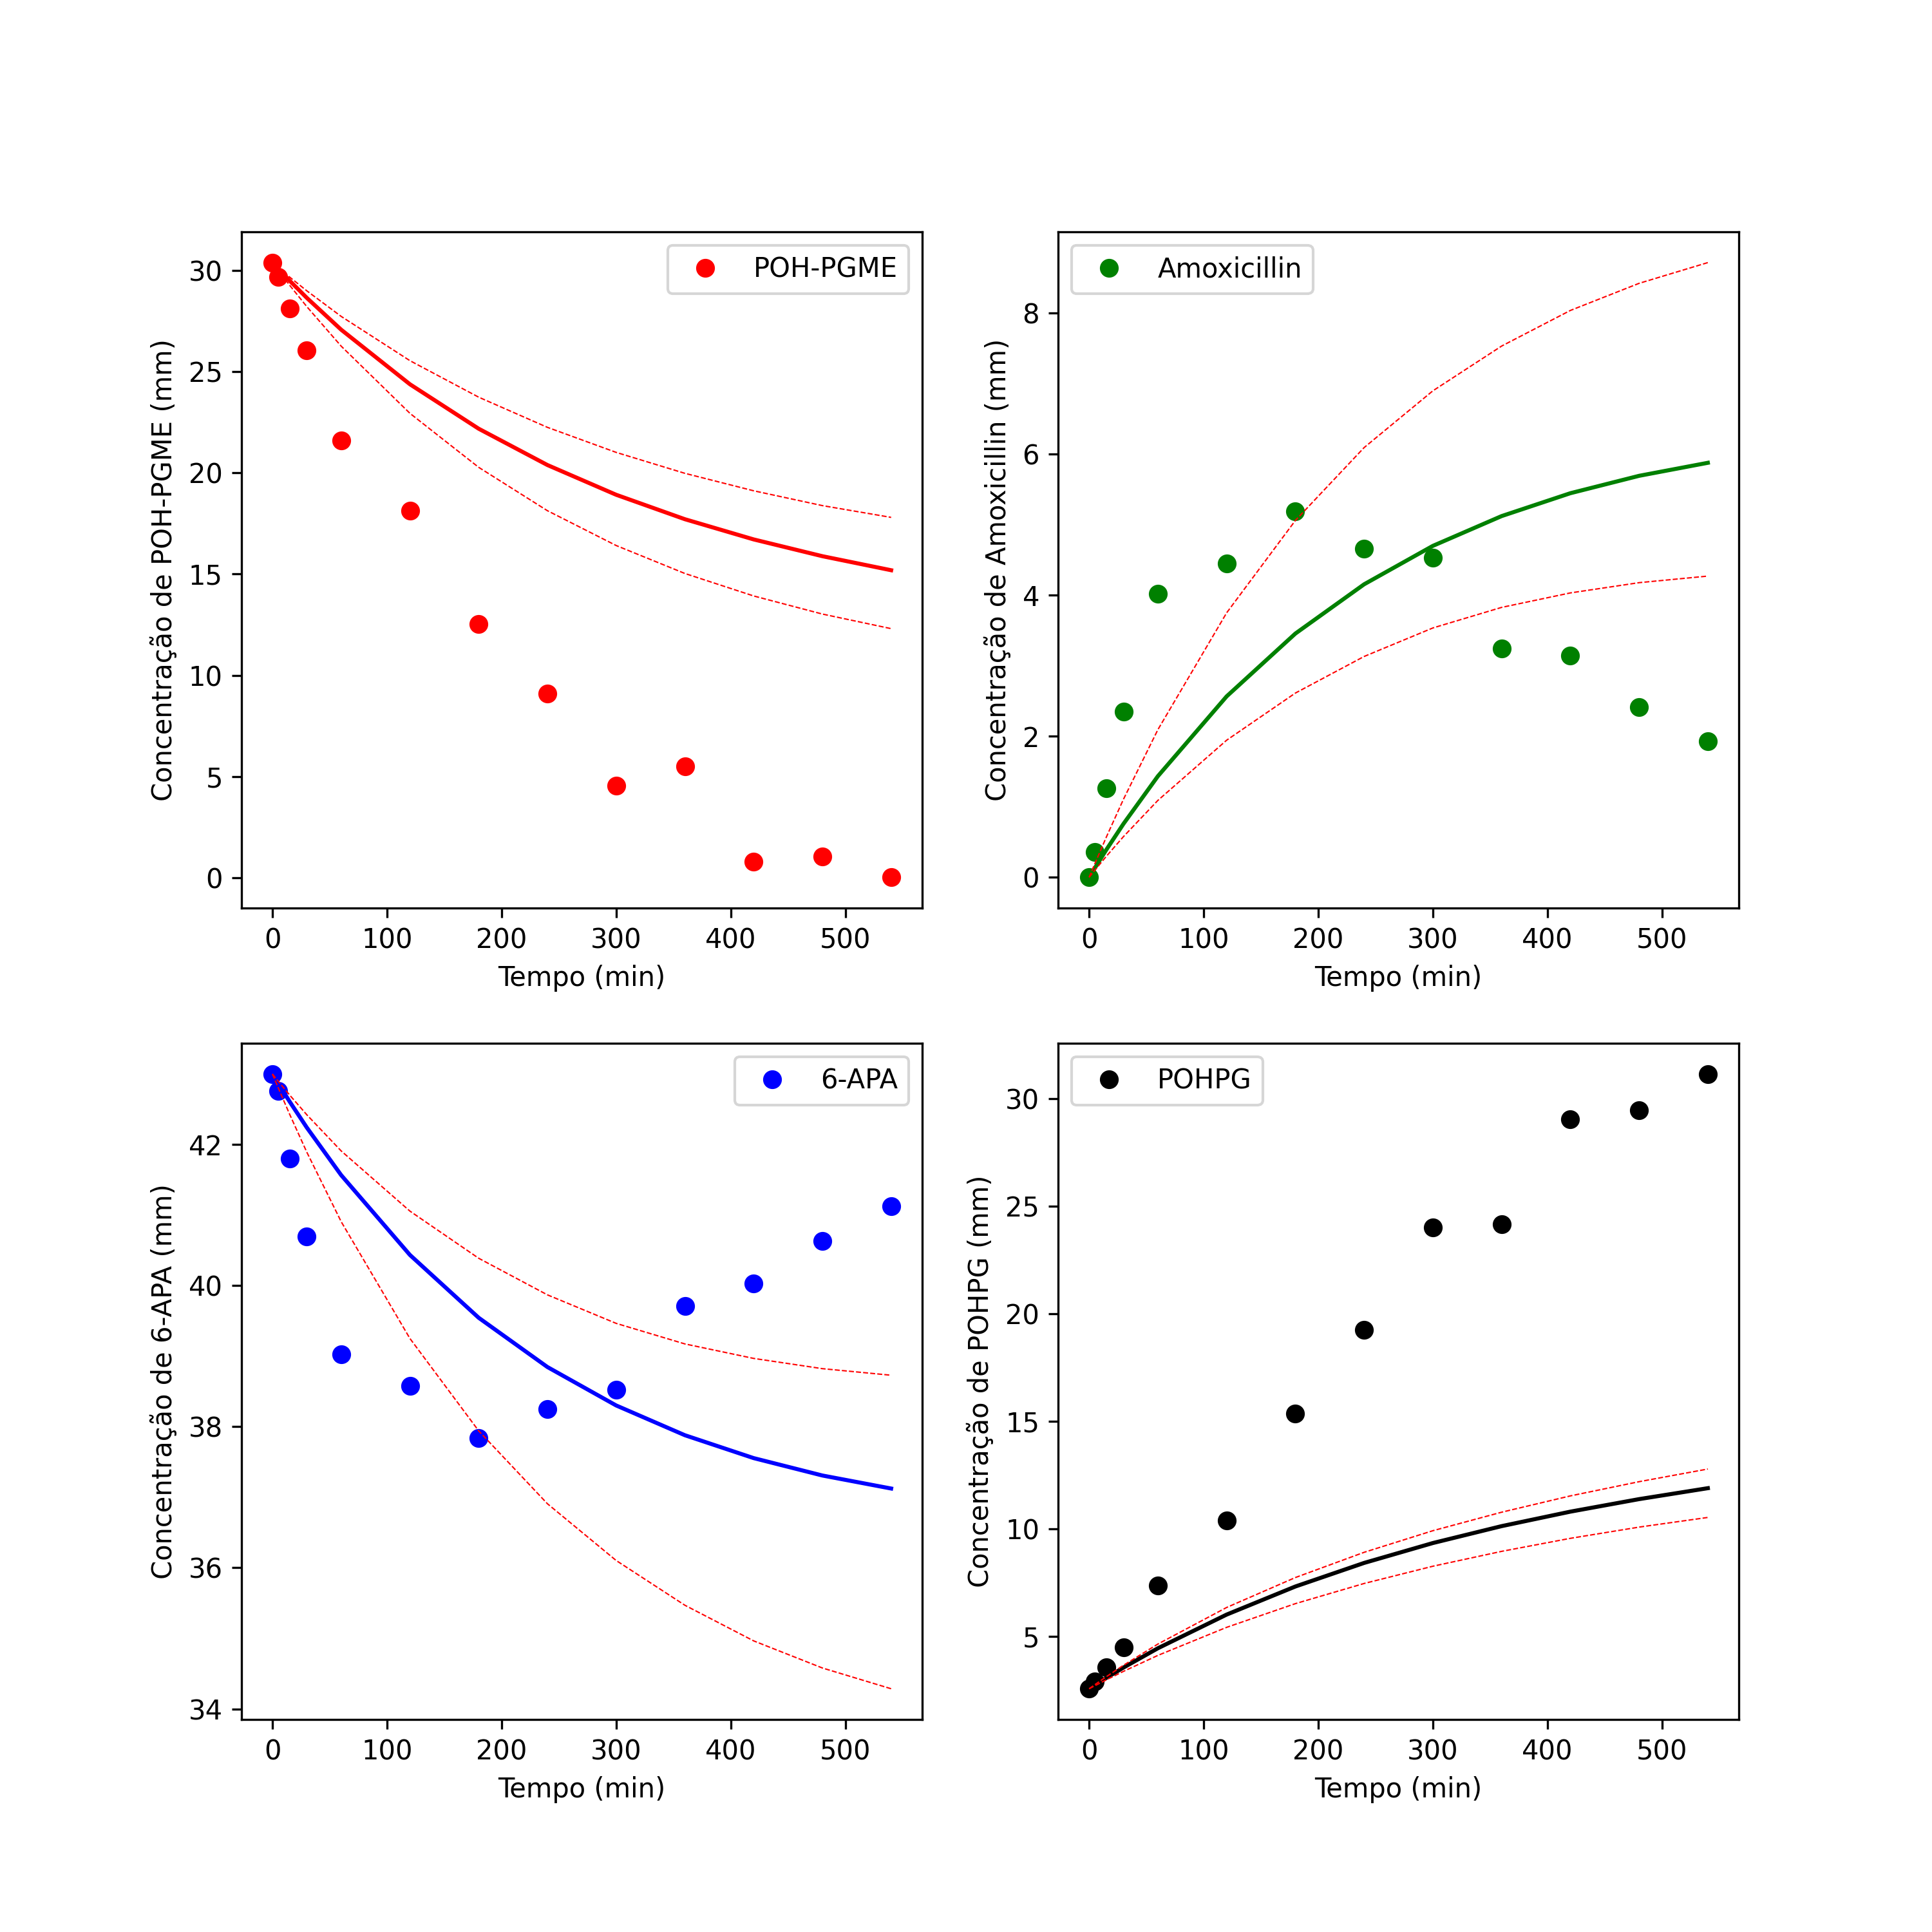 POH-PGME
Concentração de POH-PGME (mm)
30
25
20
15
10
5
0
0 100 200 300 400 500
Tempo (min)
Amoxicillin
Concentração de Amoxicillin (mm)
8
6
4
2
0
0 100 200 300 400 500
Tempo (min)
6-APA
Concentração de 6-APA (mm)
42
40
38
36
34
0 100 200 300 400 500
Tempo (min)
POHPG
Concentração de POHPG (mm)
30
25
20
15
10
5
0 100 200 300 400 500
Tempo (min)